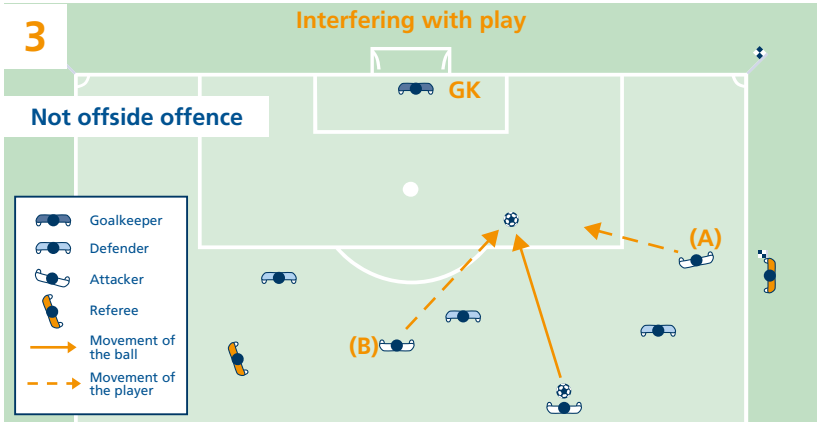 3
Interfering with play
GK
Not offside offence
Goalkeeper
Defender
Attacker
Referee
Movement of
the ball
Movement of
the player
(A)
(B)